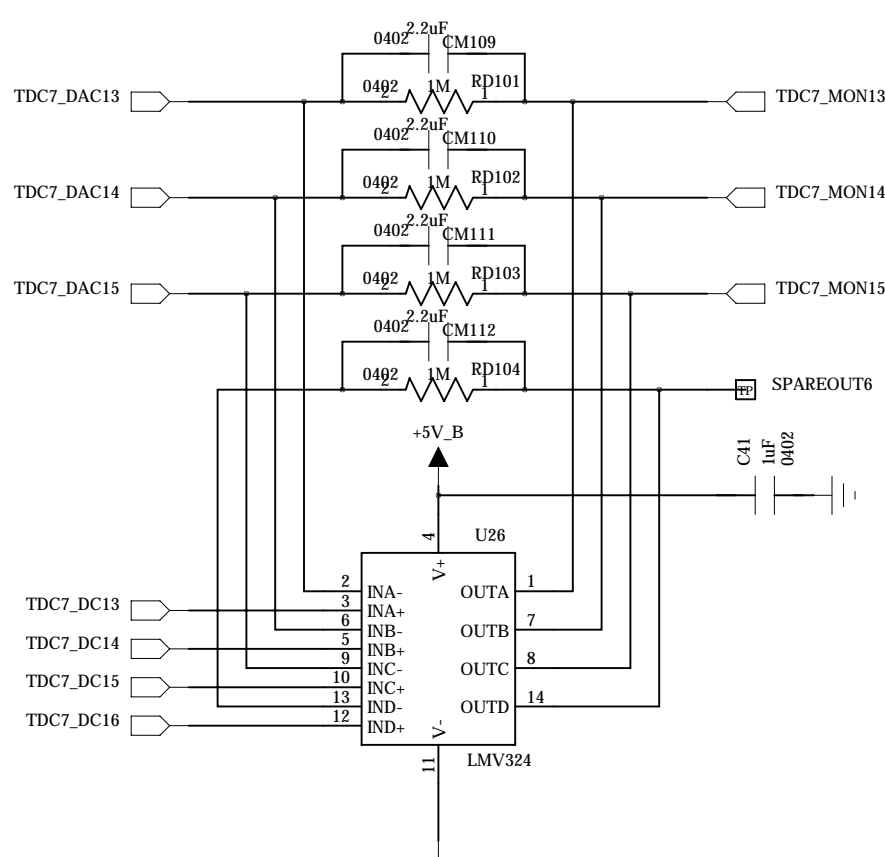 2.2uF
0402
CM109
TDC7_DAC13
0402
1M
RD101
2
1
TDC7_MON13
2.2uF
0402
CM110
TDC7_DAC14
0402
1M
RD102
2
1
TDC7_MON14
2.2uF
0402
CM111
TDC7_DAC15
0402
1M
RD103
2
1
TDC7_MON15
2.2uF
0402
CM112
0402
1M
RD104
2
1
TP
SPAREOUT6
+5V_B
C41
1uF
0402
4
U26
V+
2
INA-
OUTA
1
TDC7_DC13
3
INA+
6
INB-
OUTB
7
TDC7_DC14
5
INB+
9
INC-
OUTC
8
TDC7_DC15
10
INC+
13
IND-
OUTD
14
TDC7_DC16
12
IND+
V-
11
LMV324